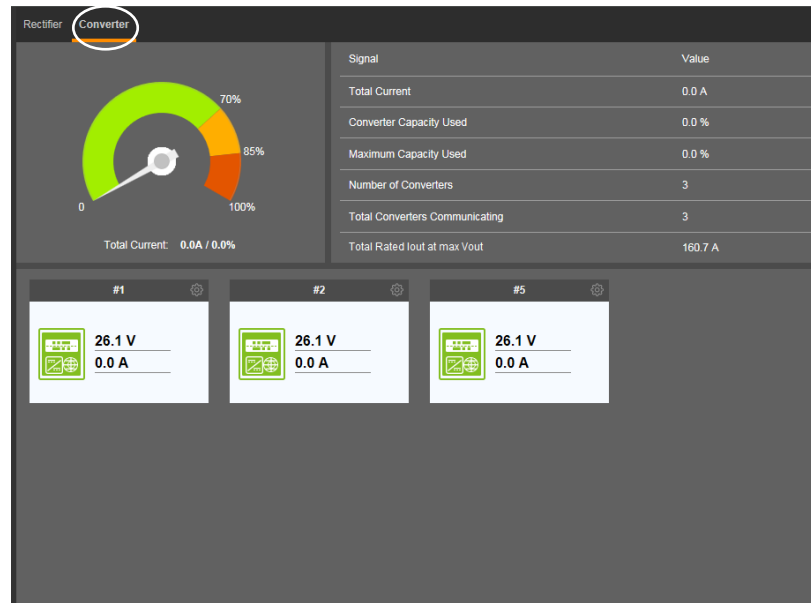 Rectifier Converter
70%
85%
0
100%
Total Current: 0.0A / 0.0%
Signal Value
Total Current 0.0 A
Converter Capacity Used 0.0 %
Maximum Capacity Used 0.0 %
Number of Converters 3
Total Converters Communicating 3
Total Rated Iout at max Vout 160.7 A
#1
26.1 V
0.0 A
#2
26.1 V
0.0 A
#5
26.1 V
0.0 A